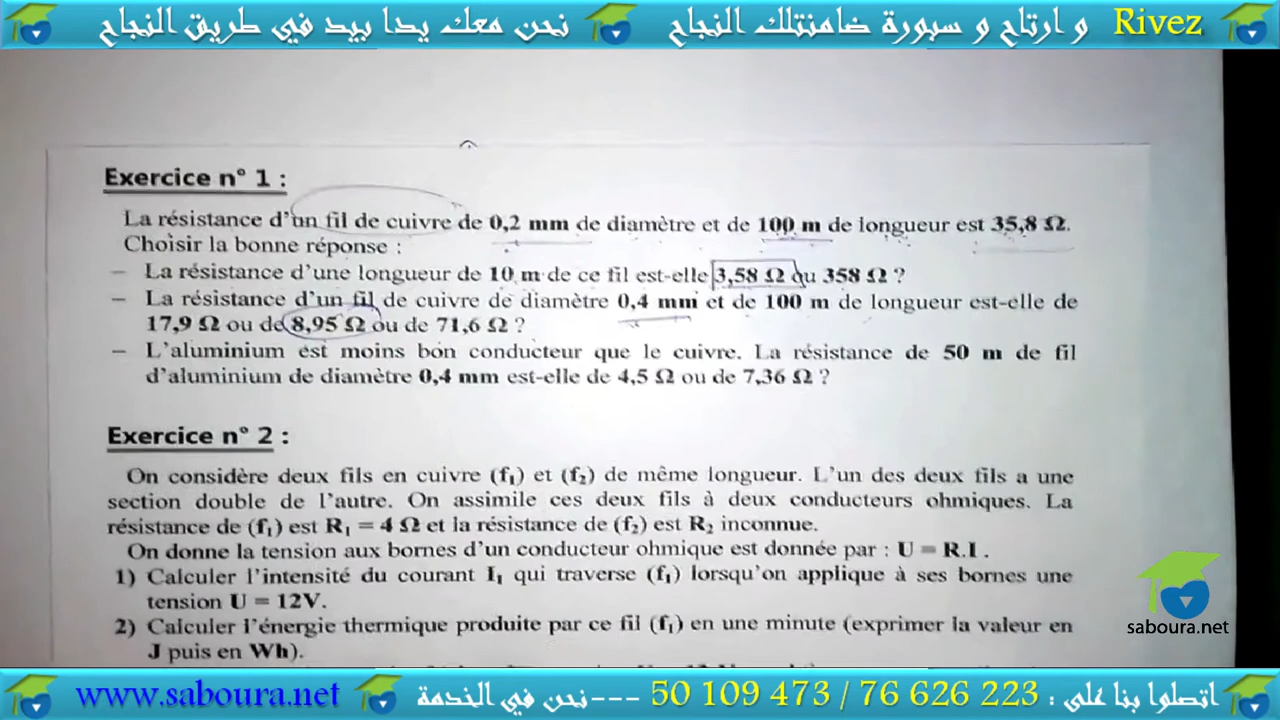 نحن معك يدا بيد في طريق النجاح و ارتاح و سبورة ضامنتلك النجاح Rivez
Exercice n° 1 :
La résistance d'un fil de cuivre de 0,2 mm de diamètre et de 100 m de longueur est 35,8 Ω.
Choisir la bonne réponse :
– La résistance d'une longueur de 10 m de ce fil est-elle 3,58 Ω ou 358 Ω ?
– La résistance d'un fil de cuivre de diamètre 0,4 mm et de 100 m de longueur est-elle de
17,9 Ω ou de 8,95 Ω ou de 71,6 Ω ?
– L'aluminium est moins bon conducteur que le cuivre. La résistance de 50 m de fil
d'aluminium de diamètre 0,4 mm est-elle de 4,5 Ω ou de 7,36 Ω ?
Exercice n° 2 :
On considère deux fils en cuivre (f₁) et (f₂) de même longueur. L'un des deux fils a une
section double de l'autre. On assimile ces deux fils à deux conducteurs ohmiques. La
résistance de (f₁) est R₁ = 4 Ω et la résistance de (f₂) est R₂ inconnue.
On donne la tension aux bornes d'un conducteur ohmique est donnée par : U = R.I .
1) Calculer l'intensité du courant I₁ qui traverse (f₁) lorsqu'on applique à ses bornes une
tension U = 12V.
2) Calculer l'énergie thermique produite par ce fil (f₁) en une minute (exprimer la valeur en
J puis en Wh).
saboura.net
www.saboura.net نحن في الخدمة--- 50 109 473 / 76 626 223 : اتصلوا بنا على